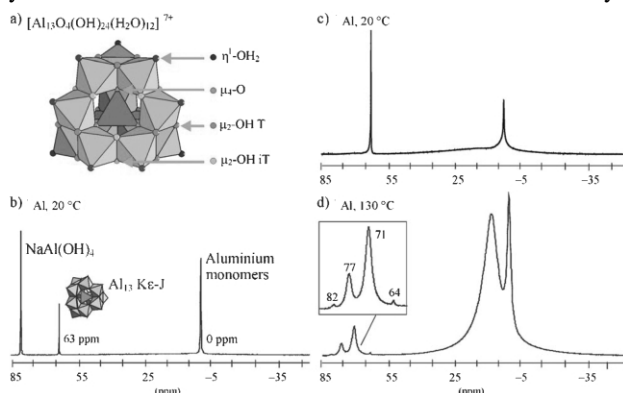 a) [Al13O4(OH)24(H2O)12] 7+
η1-OH2
μ4-O
μ2-OH T
μ2-OH iT
b) Al, 20 °C
NaAl(OH)4
Al13 Kε-J
63 ppm
Aluminium
monomers
0 ppm
85 55 25 -5 -35
(ppm)
c) Al, 20 °C
85 55 25 -5 -35
d) Al, 130 °C
82
77
71
64
85 55 25 -5 -35
(ppm)